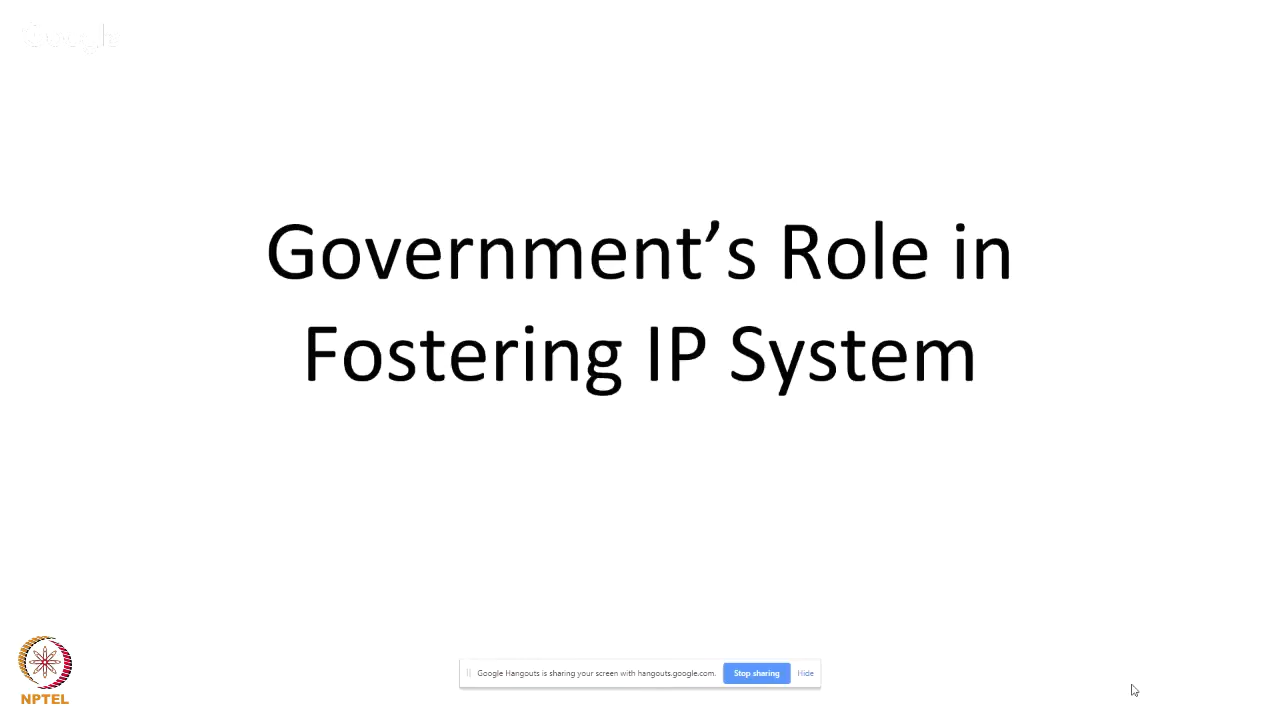 Google
Government’s Role in
Fostering IP System
Google Hangouts is sharing your screen with hangouts.google.com. Stop sharing Hide
NPTEL